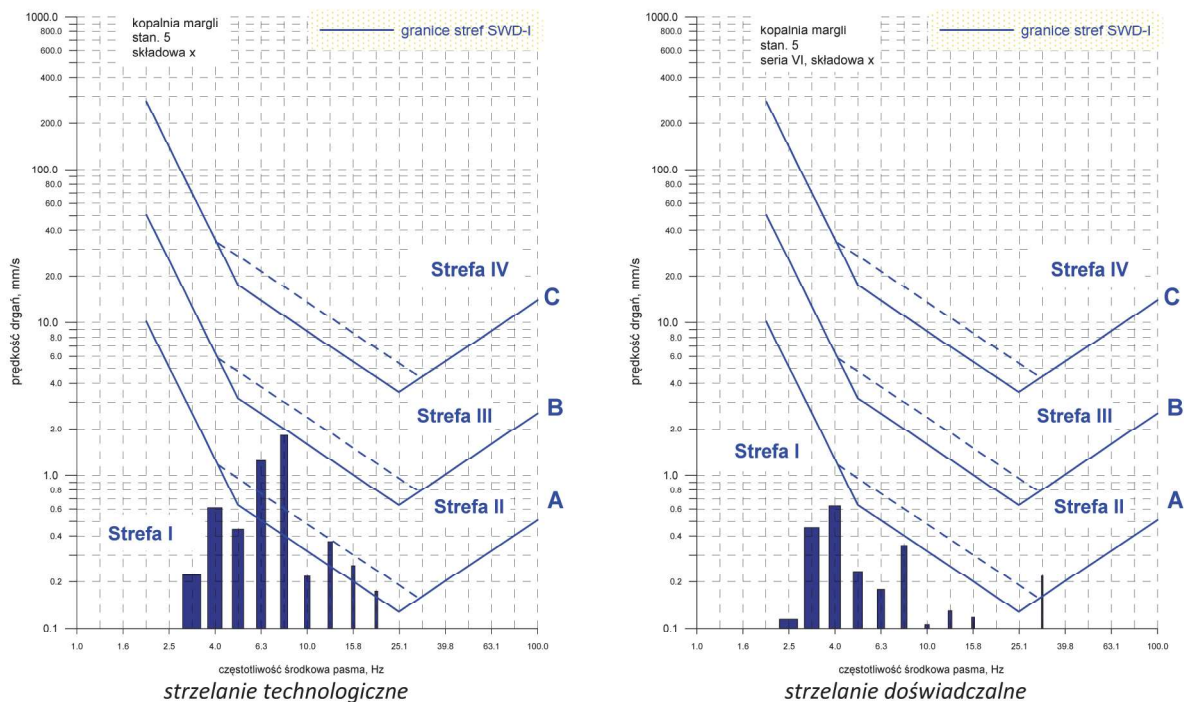 kopalnia margli
stan. 5
składowa x
granice stref SWD-I
1000.0
800.0
600.0
400.0
200.0
100.0
80.0
60.0
40.0
20.0
10.0
8.0
6.0
4.0
2.0
1.0
0.8
0.6
0.4
0.2
0.1
prędkość drgań, mm/s
Strefa IV
C
Strefa III
B
Strefa II
A
Strefa I
1.0 1.6 2.5 4.0 6.3 10.0 15.8 25.1 39.8 63.1 100.0
częstotliwość środkowa pasma, Hz
strzelanie technologiczne
kopalnia margli
stan. 5
seria VI, składowa x
granice stref SWD-I
1000.0
800.0
600.0
400.0
200.0
100.0
80.0
60.0
40.0
20.0
10.0
8.0
6.0
4.0
2.0
1.0
0.8
0.6
0.4
0.2
0.1
prędkość drgań, mm/s
Strefa IV
C
Strefa III
B
Strefa I
Strefa II
A
1.0 1.6 2.5 4.0 6.3 10.0 15.8 25.1 39.8 63.1 100.0
częstotliwość środkowa pasma, Hz
strzelanie doświadczalne